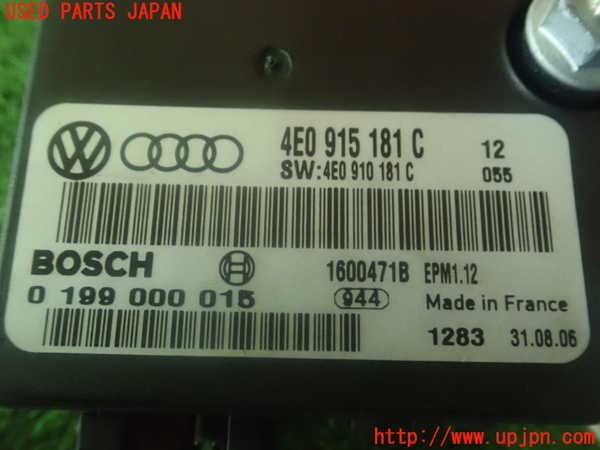 USED PARTS JAPAN
4E0 915 181 C 12
SW:4E0 910 181 C 055
BOSCH 1600471B EPM1.12
0 199 000 015 944 Made in France
1283 31.08.06
http://www.upjpn.com